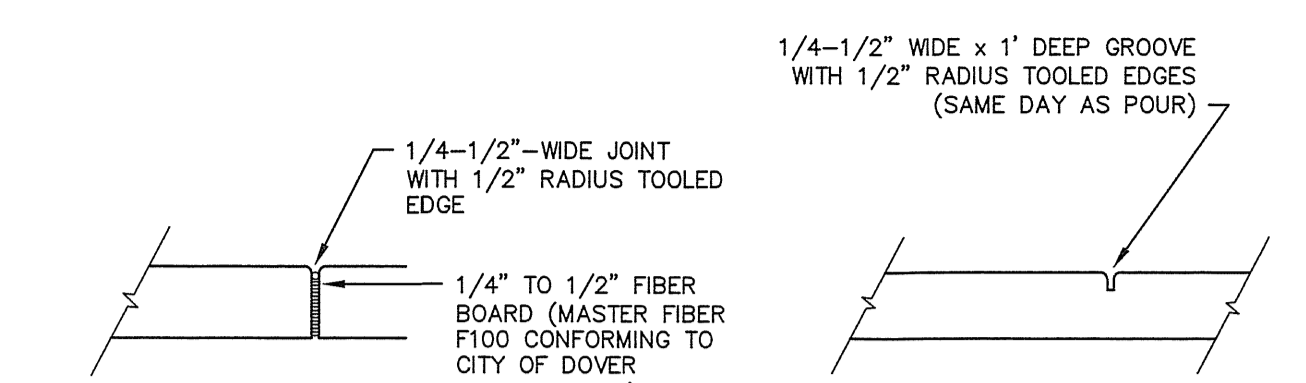 1/4-1/2"-WIDE JOINT
WITH 1/2" RADIUS TOOLED
EDGE
1/4" TO 1/2" FIBER
BOARD (MASTER FIBER
F100 CONFORMING TO
CITY OF DOVER
1/4-1/2" WIDE x 1' DEEP GROOVE
WITH 1/2" RADIUS TOOLED EDGES
(SAME DAY AS POUR)